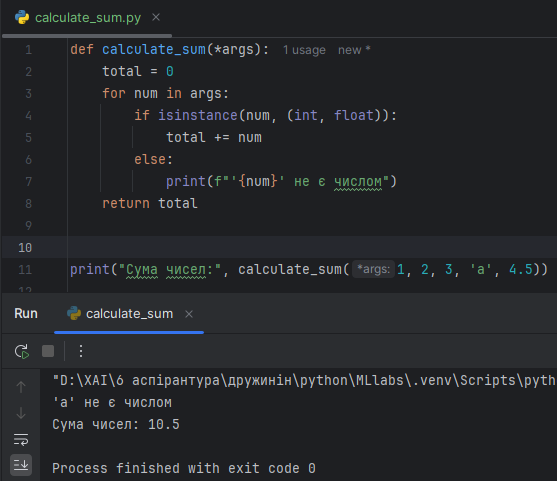 calculate_sum.py ×
1 def calculate_sum(*args): 1 usage new *
2 total = 0
3 for num in args:
4 if isinstance(num, (int, float)):
5 total += num
6 else:
7 print(f"'{num}' не є числом")
8 return total
9
10
11 print("Сума чисел:", calculate_sum( *args: 1, 2, 3, 'a', 4.5))
12
Run calculate_sum ×
"D:\XAI\6 аспірантура\дружинін\python\MLlabs\.venv\Scripts\pyth
'a' не є числом
Сума чисел: 10.5
Process finished with exit code 0